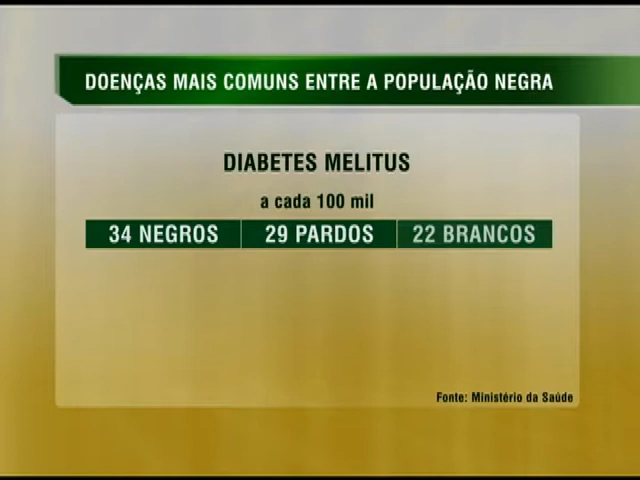 DOENÇAS MAIS COMUNS ENTRE A POPULAÇÃO NEGRA
DIABETES MELITUS
a cada 100 mil
34 NEGROS 29 PARDOS 22 BRANCOS
Fonte: Ministério da Saúde